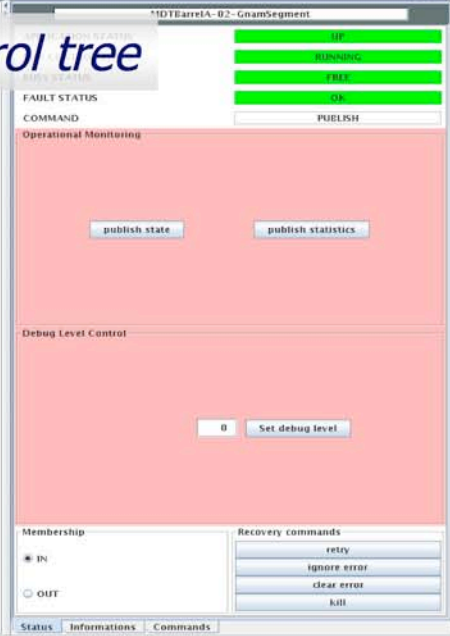 MDTBarrelA-02-GnamSegment
rol tree
UP
RUNNING
BUSY STATUS FREE
FAULT STATUS OK
COMMAND PUBLISH
Operational Monitoring
publish state publish statistics
Debug Level Control
0 Set debug level
Membership Recovery commands
IN retry
ignore error
OUT clear error
kill
Status Informations Commands